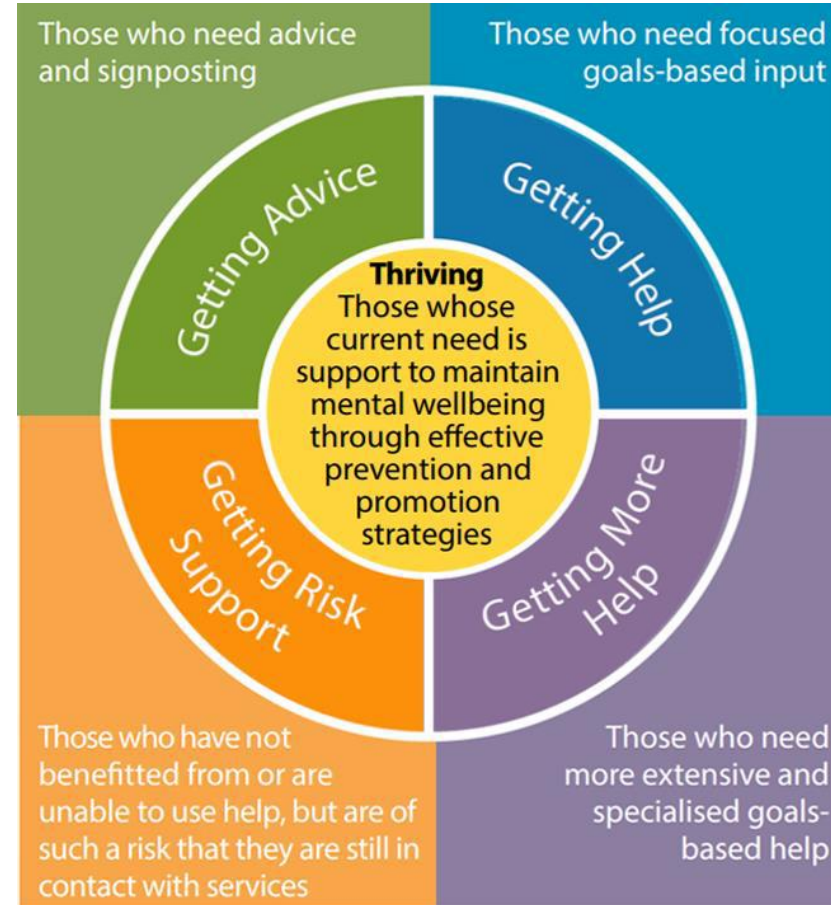 Those who need advice
and signposting
Those who need focused
goals-based input
Getting Advice
Getting Help
Thriving
Those whose
current need is
support to maintain
mental wellbeing
through effective
prevention and
promotion
strategies
Getting Risk
Support
Getting More
Help
Those who have not
benefitted from or are
unable to use help, but are of
such a risk that they are still in
contact with services
Those who need
more extensive and
specialised goals-
based help